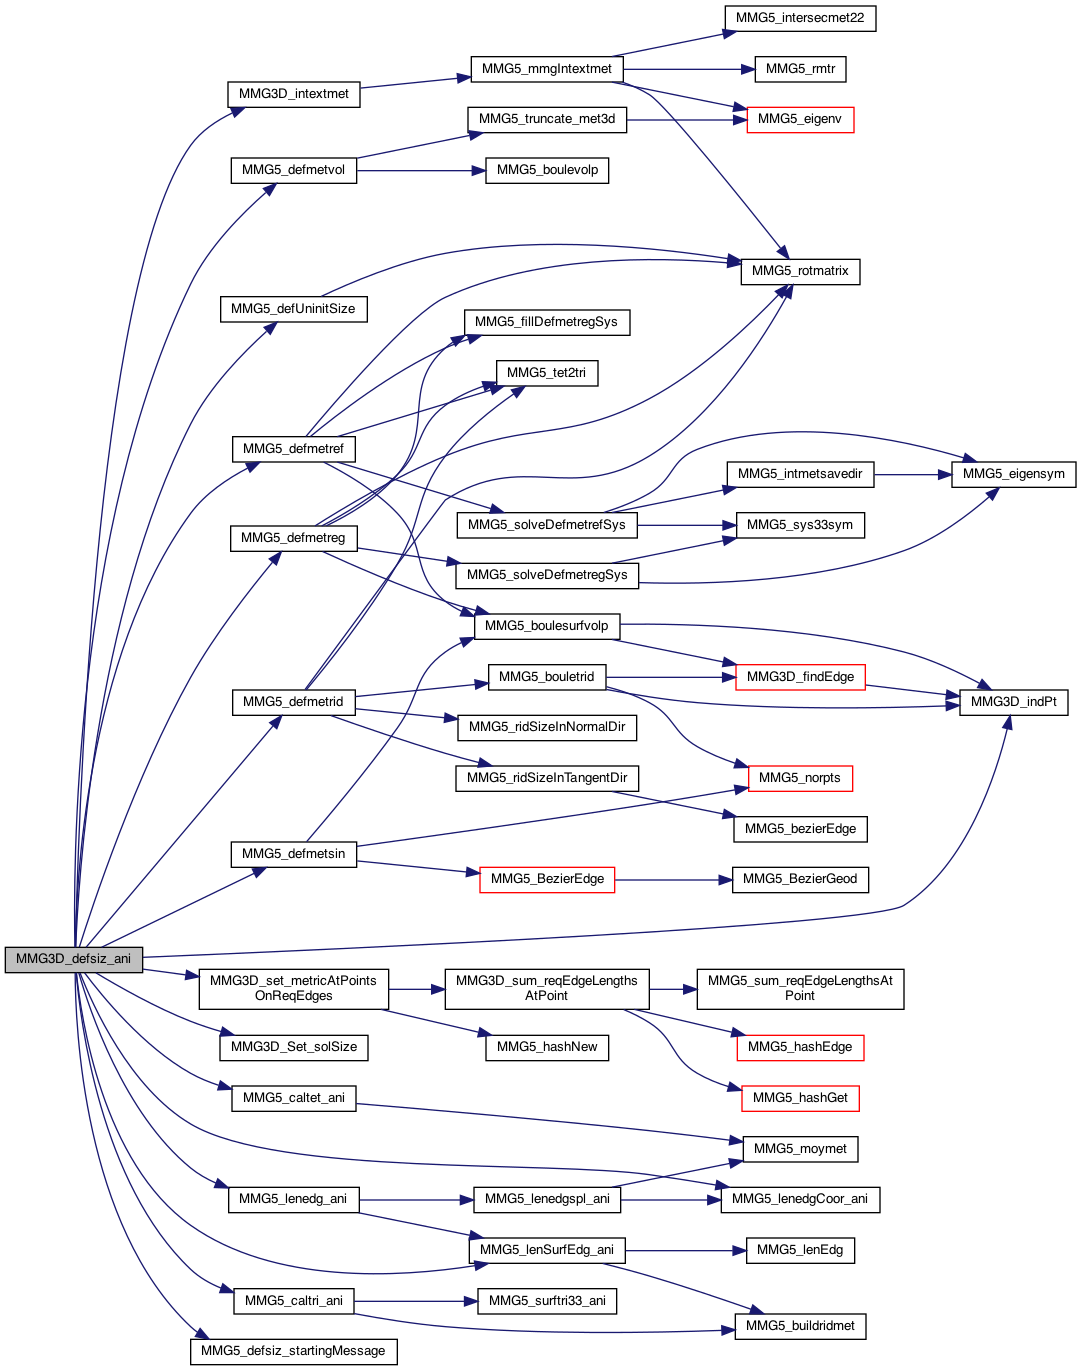 MMG5_intersecmet22
MMG5_mmgIntextmet
MMG5_rmtr
MMG3D_intextmet
MMG5_truncate_met3d
MMG5_eigenv
MMG5_defmetvol
MMG5_boulevolp
MMG5_rotmatrix
MMG5_defUninitSize
MMG5_fillDefmetregSys
MMG5_tet2tri
MMG5_defmetref
MMG5_intmetsavedir
MMG5_eigensym
MMG5_solveDefmetrefSys
MMG5_sys33sym
MMG5_defmetreg
MMG5_solveDefmetregSys
MMG5_boulesurfvolp
MMG5_bouletrid
MMG3D_findEdge
MMG5_defmetrid
MMG3D_indPt
MMG5_ridSizeInNormalDir
MMG5_ridSizeInTangentDir
MMG5_norpts
MMG5_bezierEdge
MMG5_defmetsin
MMG5_BezierEdge
MMG5_BezierGeod
MMG3D_defsiz_ani
MMG3D_set_metricAtPoints
OnReqEdges
MMG3D_sum_reqEdgeLengths
AtPoint
MMG5_sum_reqEdgeLengthsAt
Point
MMG3D_Set_solSize
MMG5_hashNew
MMG5_hashEdge
MMG5_caltet_ani
MMG5_hashGet
MMG5_moymet
MMG5_lenedg_ani
MMG5_lenedgspl_ani
MMG5_lenedgCoor_ani
MMG5_lenSurfEdg_ani
MMG5_lenEdg
MMG5_caltri_ani
MMG5_surftri33_ani
MMG5_buildridmet
MMG5_defsiz_startingMessage